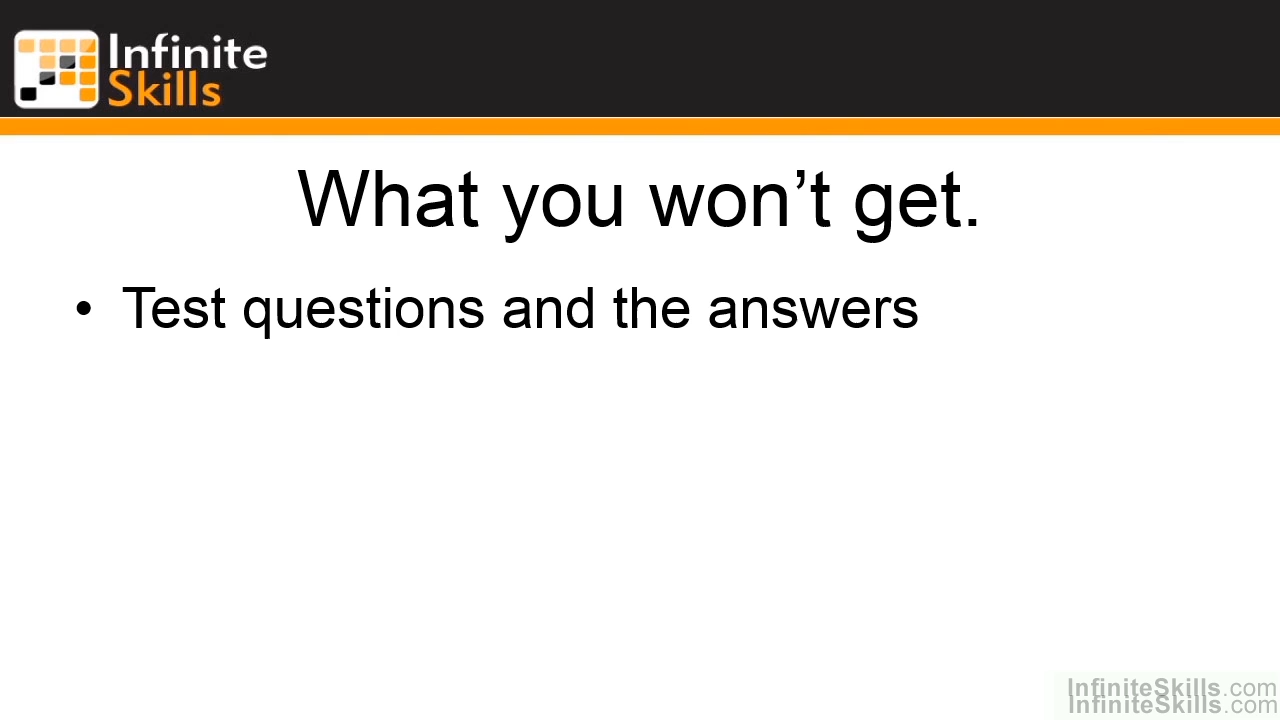 Infinite
Skills
What you won’t get.
• Test questions and the answers
InfiniteSkills.com
InfiniteSkills.com